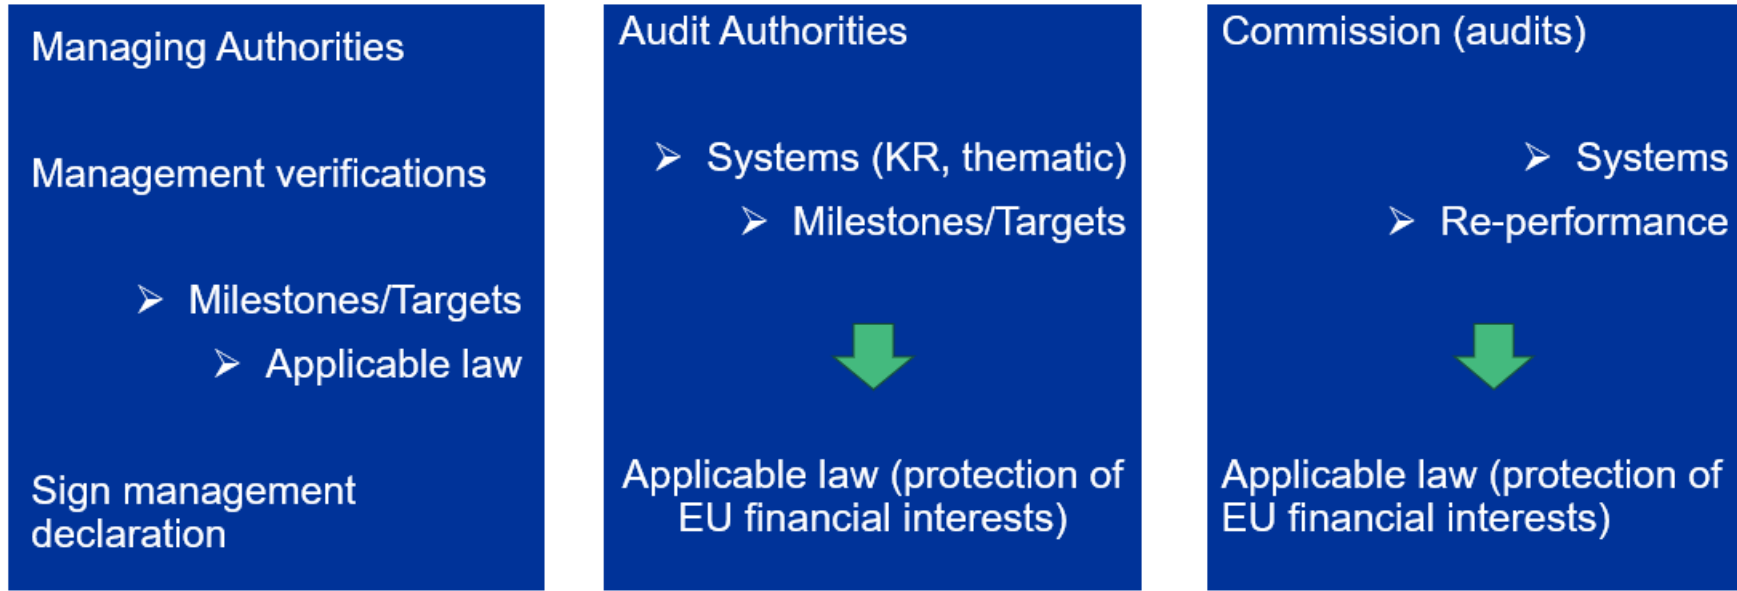 Managing Authorities
Management verifications
➢ Milestones/Targets
➢ Applicable law
Sign management
declaration
Audit Authorities
➢ Systems (KR, thematic)
➢ Milestones/Targets
Applicable law (protection of
EU financial interests)
Commission (audits)
➢ Systems
➢ Re-performance
Applicable law (protection of
EU financial interests)